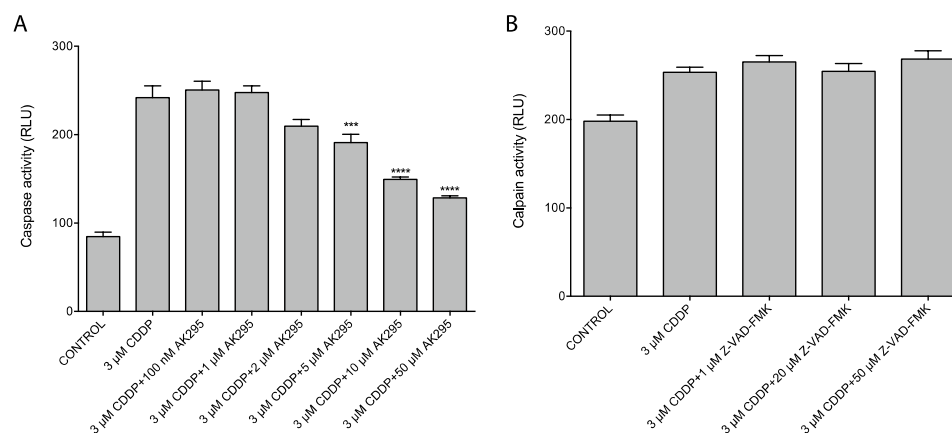 A
Caspase activity (RLU)
300
200
100
0
***
****
****
CONTROL
3 µM CDDP
3 µM CDDP+100 nM AK295
3 µM CDDP+1 µM AK295
3 µM CDDP+2 µM AK295
3 µM CDDP+5 µM AK295
3 µM CDDP+10 µM AK295
3 µM CDDP+50 µM AK295
B
Calpain activity (RLU)
300
200
100
0
CONTROL
3 µM CDDP
3 µM CDDP+1 µM Z-VAD-FMK
3 µM CDDP+20 µM Z-VAD-FMK
3 µM CDDP+50 µM Z-VAD-FMK